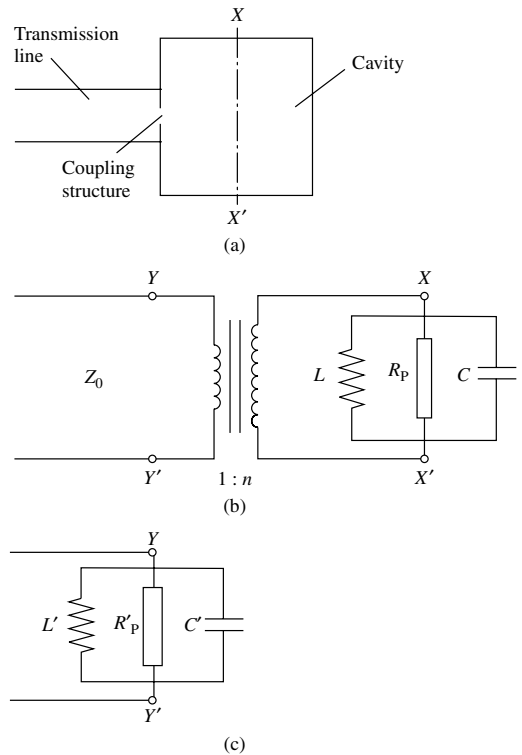 X
Transmission
line
Cavity
Coupling
structure
X′
(a)
Y
X
Z0
L
RP
C
Y′
1 : n
X′
(b)
Y
L′
R′P
C′
Y′
(c)